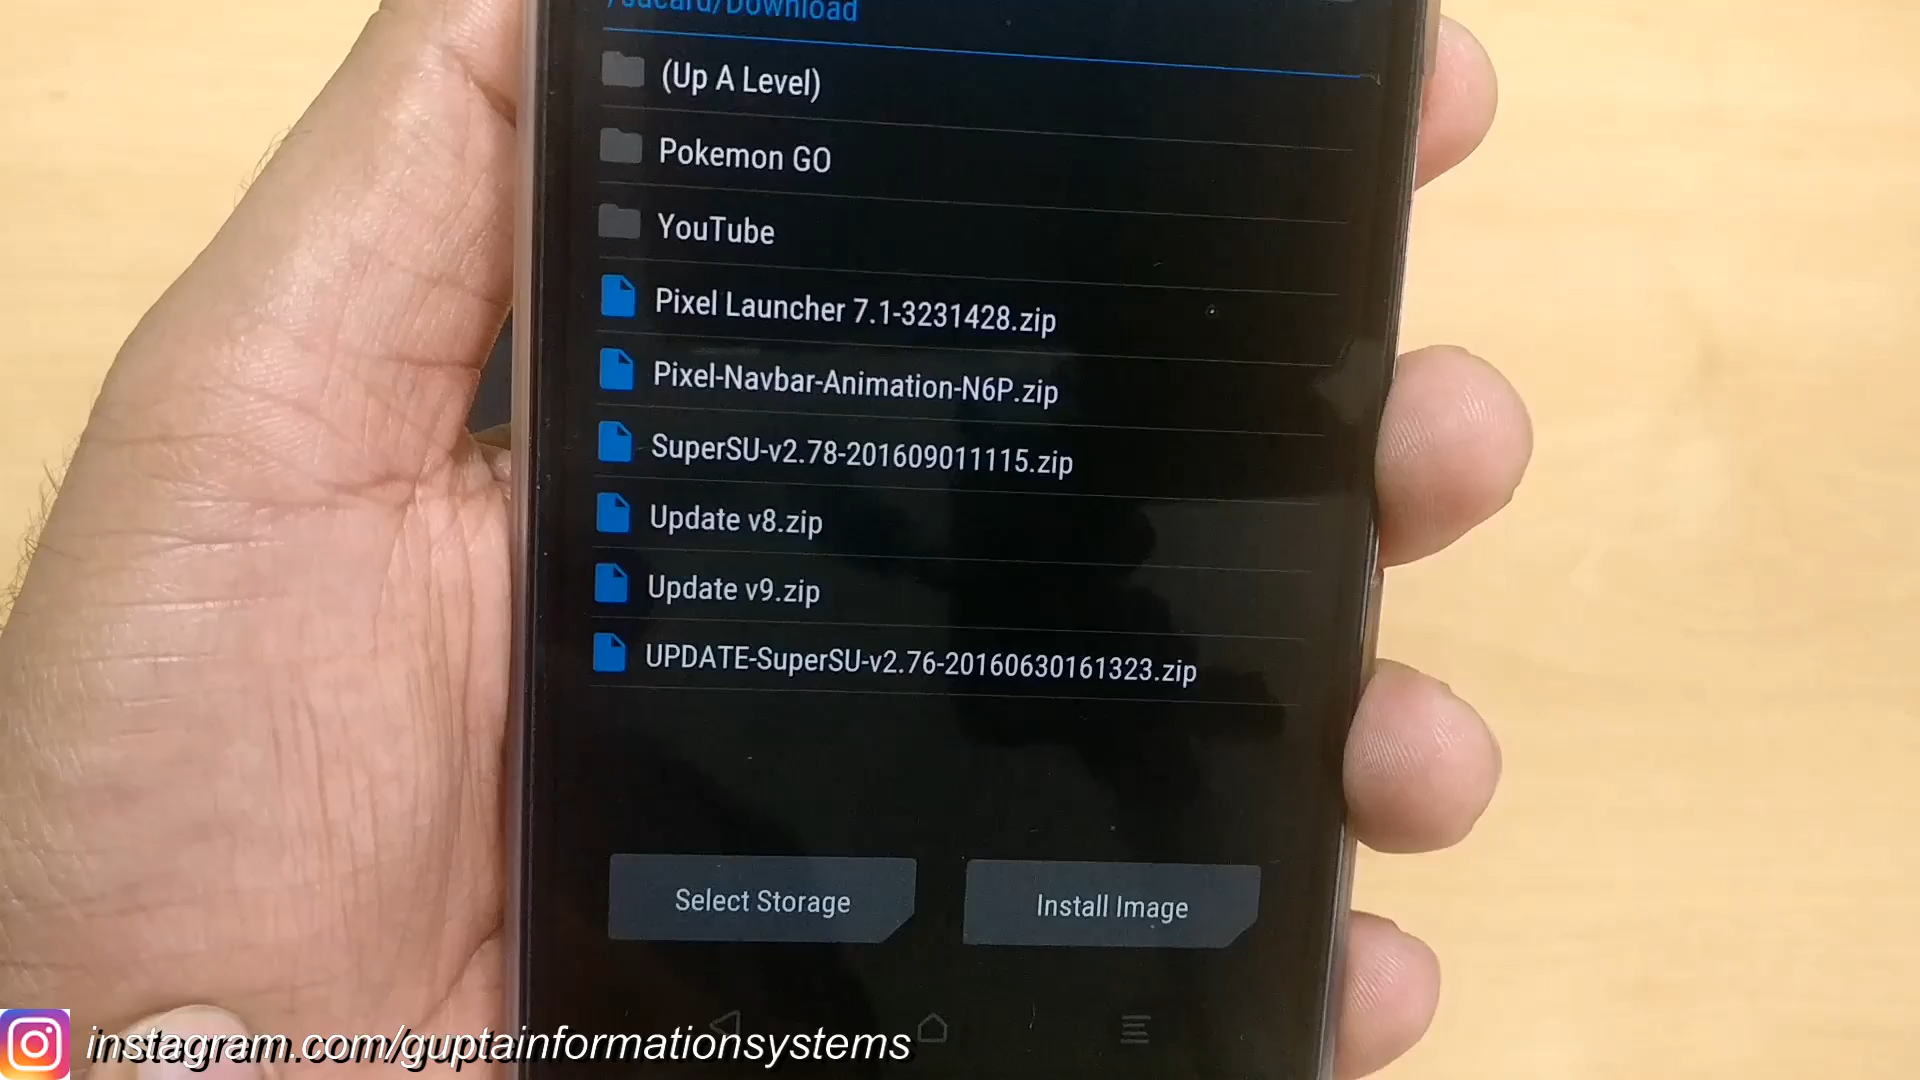 /sdcard/Download
(Up A Level)
Pokemon GO
YouTube
Pixel Launcher 7.1-3231428.zip
Pixel-Navbar-Animation-N6P.zip
SuperSU-v2.78-201609011115.zip
Update v8.zip
Update v9.zip
UPDATE-SuperSU-v2.76-20160630161323.zip
Select Storage
Install Image
instagram.com/guptainformationsystems